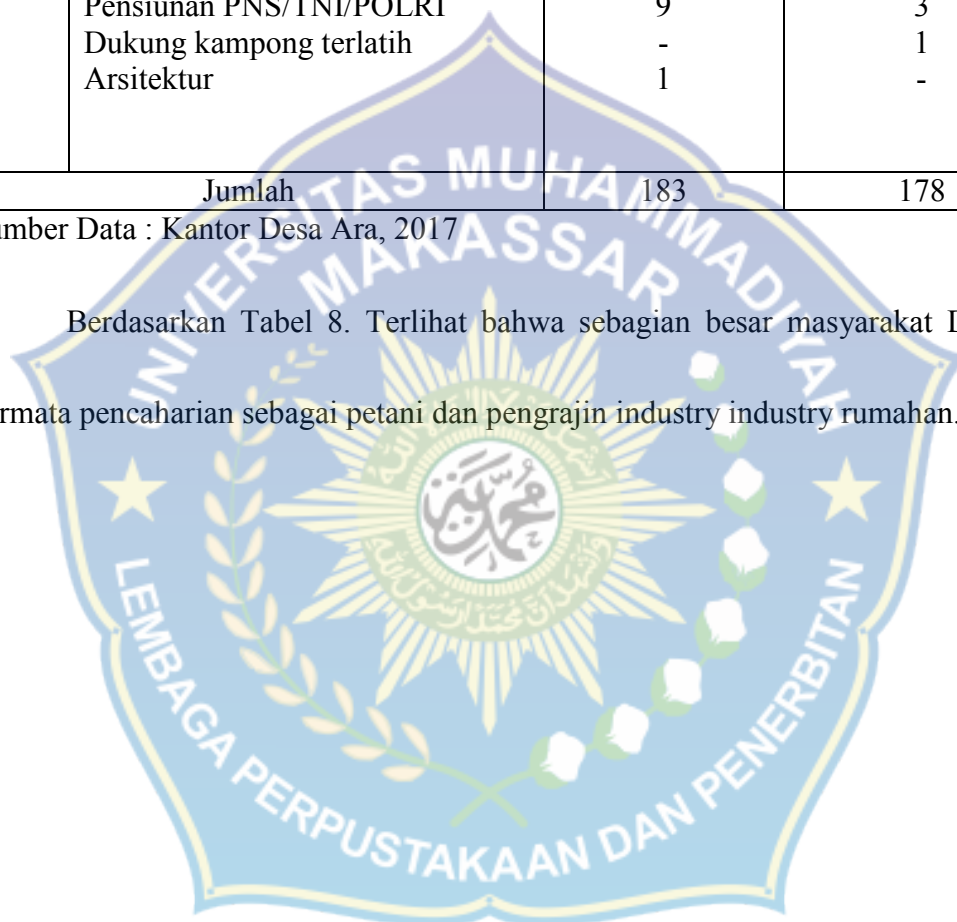 Pensiunan PNS/TNI/POLRI 9 3
Dukung kampong terlatih - 1
Arsitektur 1 -
Jumlah 183 178
umber Data : Kantor Desa Ara, 2017
Berdasarkan Tabel 8. Terlihat bahwa sebagian besar masyarakat D
rmata pencaharian sebagai petani dan pengrajin industry industry rumahan.
UNIVERSITAS MUHAMMADIYAH
MAKASSAR
LEMBAGA PERPUSTAKAAN DAN PENERBITAN